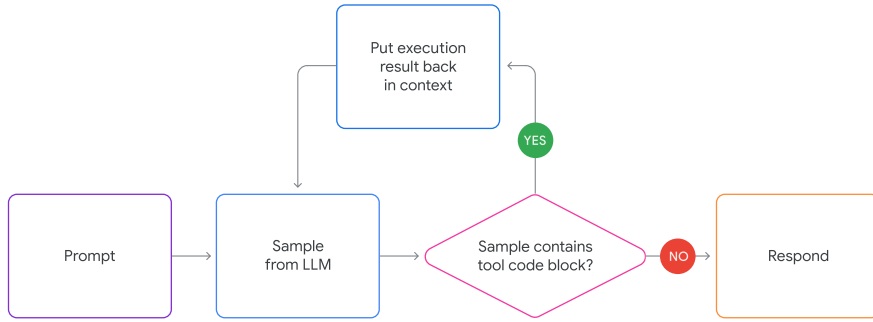 Put execution
result back
in context
YES
Prompt
Sample
from LLM
Sample contains
tool code block?
NO
Respond